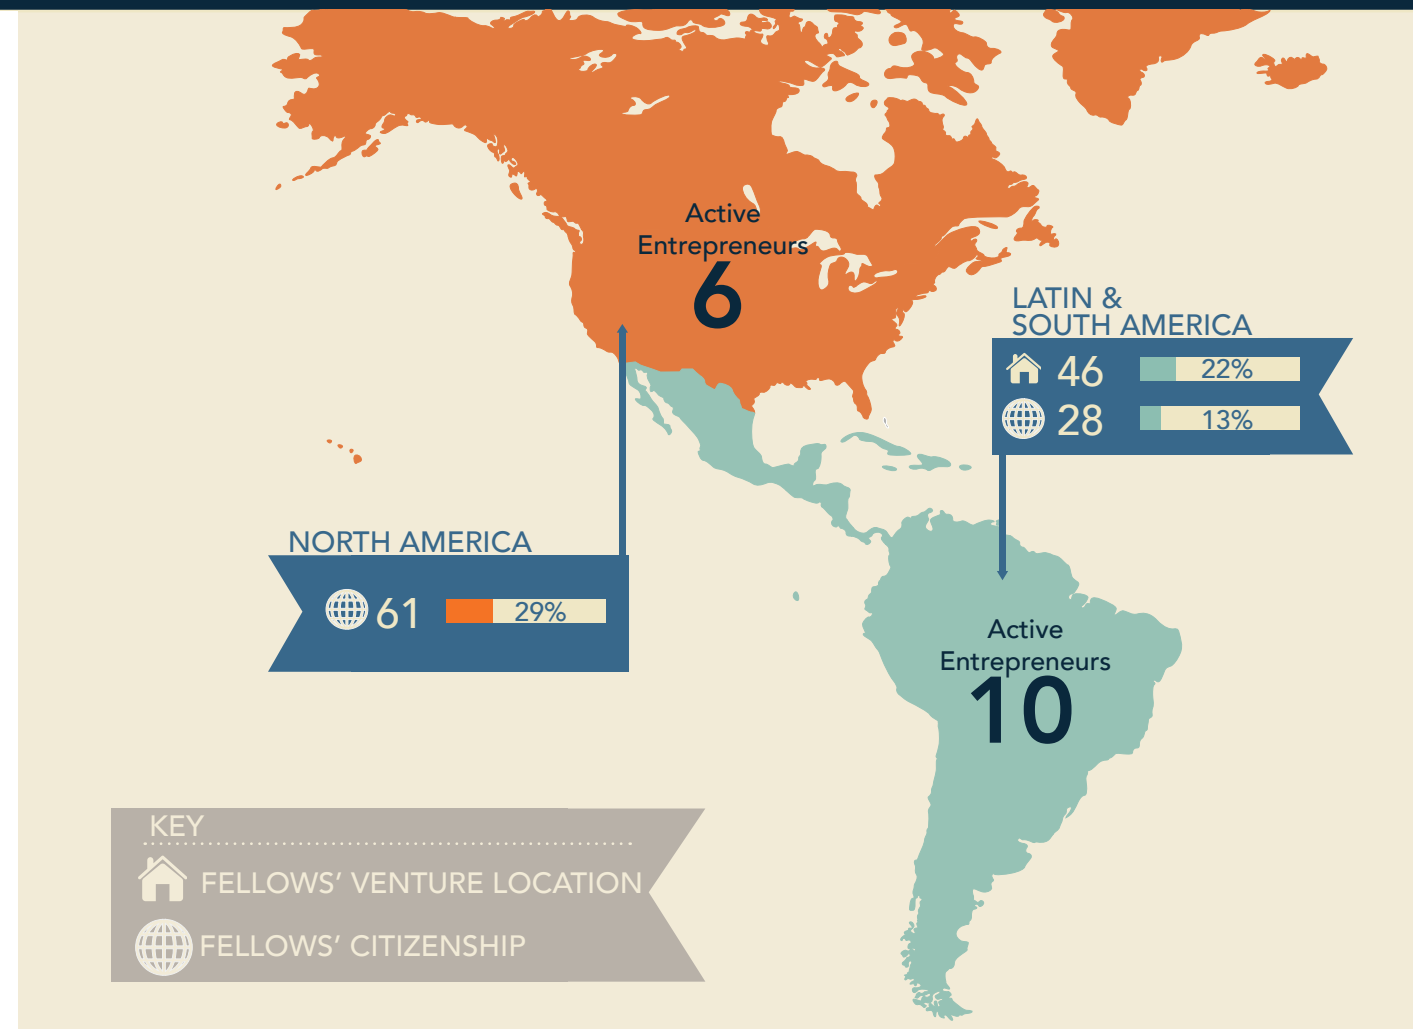 Active
Entrepreneurs
6
LATIN &
SOUTH AMERICA
46 22%
28 13%
NORTH AMERICA
61 29%
Active
Entrepreneurs
10
KEY
FELLOWS’ VENTURE LOCATION
FELLOWS’ CITIZENSHIP